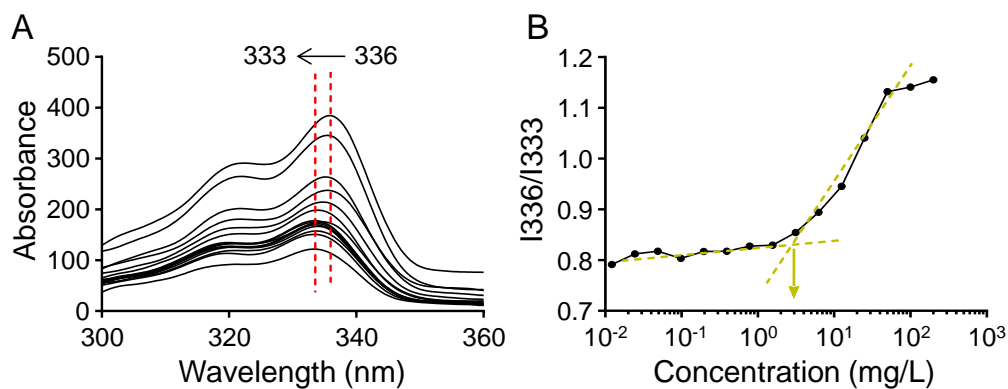 A
333 336
Absorbance
500
400
300
200
100
0
300 320 340 360
Wavelength (nm)
B
I336/I333
1.2
1.1
1.0
0.9
0.8
0.7
10⁻² 10⁻¹ 10⁰ 10¹ 10² 10³
Concentration (mg/L)